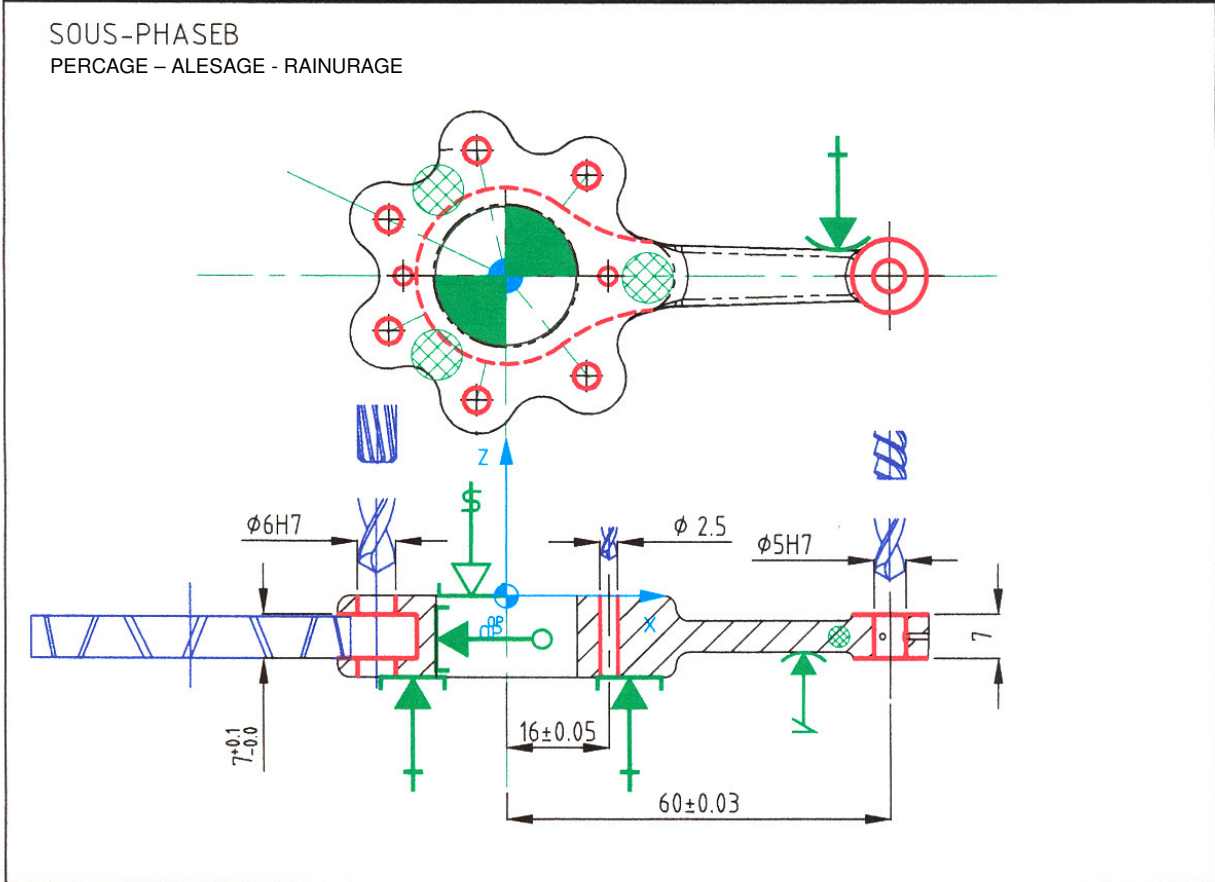 SOUS-PHASEB
PERCAGE – ALESAGE - RAINURAGE
Z
Ø6H7
Ø 2.5
Ø5H7
X
7
7+0.1
-0.0
16±0.05
60±0.03